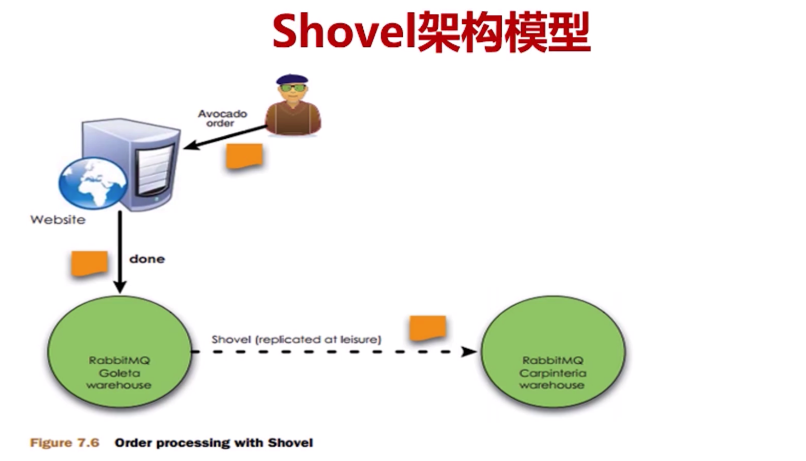 Shovel架构模型
Avocado
order
Website
done
Shovel (replicated at leisure)
RabbitMQ
Goleta
warehouse
RabbitMQ
Carpinteria
warehouse
Figure 7.6 Order processing with Shovel